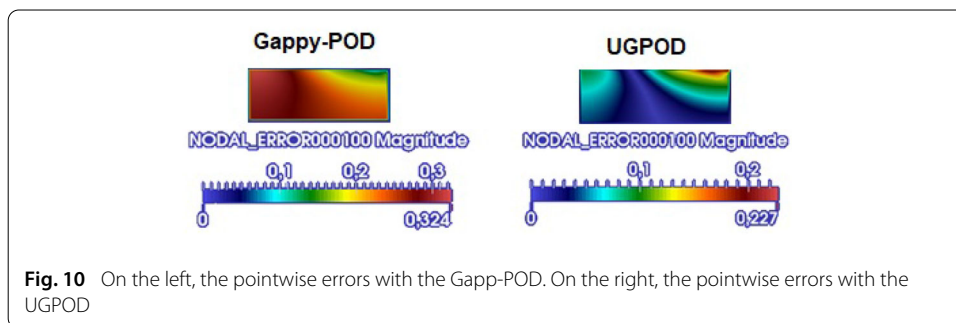 Gappy-POD
UGPOD
NODAL_ERROR000100 Magnitude
NODAL_ERROR000100 Magnitude
0,1 0,2 0,3
0,1 0,2
0 0,324
0 0,227
Fig. 10 On the left, the pointwise errors with the Gapp-POD. On the right, the pointwise errors with the
UGPOD